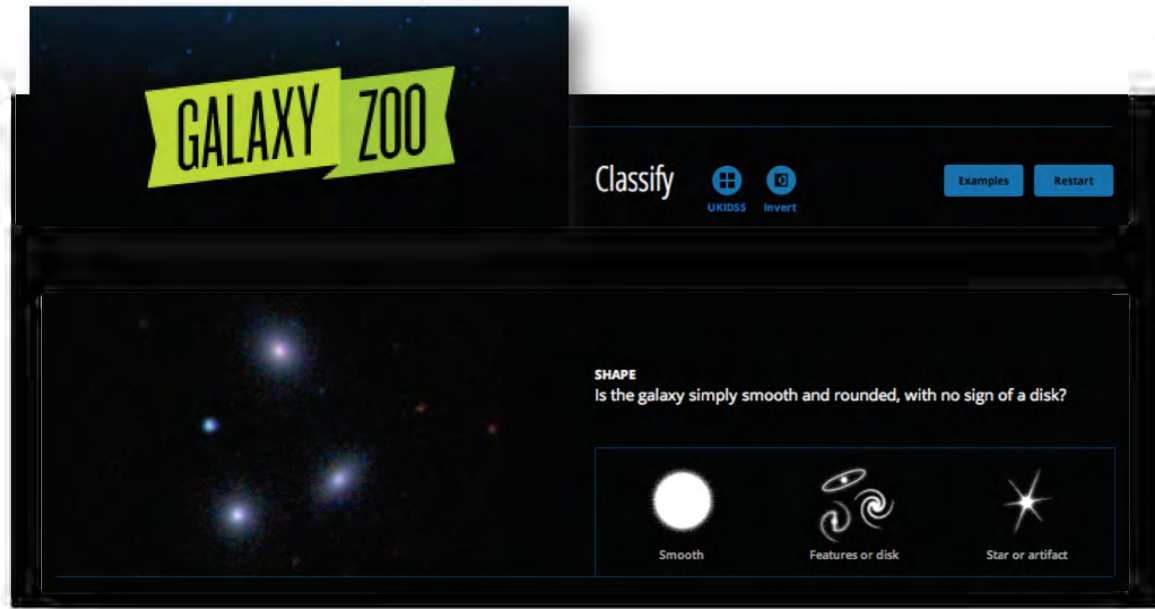 GALAXY ZOO
Classify
UKIDSS
Invert
Examples
Restart
SHAPE
Is the galaxy simply smooth and rounded, with no sign of a disk?
Smooth
Features or disk
Star or artifact